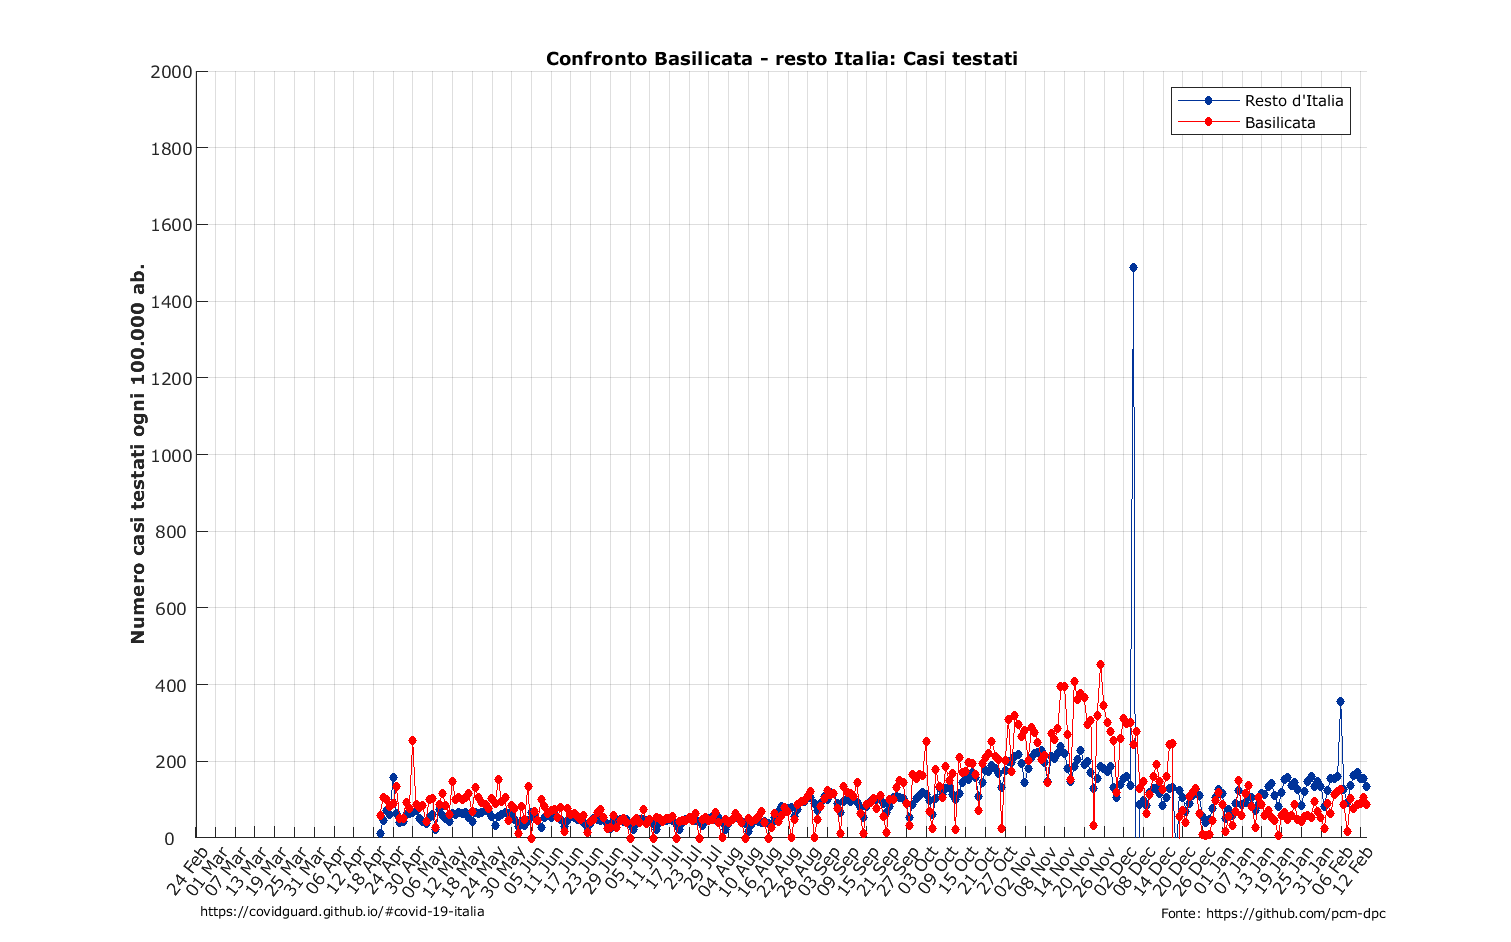 Confronto Basilicata - resto Italia: Casi testati
2000
1800
1600
1400
1200
1000
800
600
400
200
0
Numero casi testati ogni 100.000 ab.
Resto d'Italia
Basilicata
24 Feb
01 Mar
07 Mar
13 Mar
19 Mar
25 Mar
31 Mar
06 Apr
12 Apr
18 Apr
24 Apr
30 Apr
06 May
12 May
18 May
24 May
30 May
05 Jun
11 Jun
17 Jun
23 Jun
29 Jun
05 Jul
11 Jul
17 Jul
23 Jul
29 Jul
04 Aug
10 Aug
16 Aug
22 Aug
28 Aug
03 Sep
09 Sep
15 Sep
21 Sep
27 Sep
03 Oct
09 Oct
15 Oct
21 Oct
27 Oct
02 Nov
08 Nov
14 Nov
20 Nov
26 Nov
02 Dec
08 Dec
14 Dec
20 Dec
26 Dec
01 Jan
07 Jan
13 Jan
19 Jan
25 Jan
31 Jan
06 Feb
12 Feb
https://covidguard.github.io/#covid-19-italia
Fonte: https://github.com/pcm-dpc